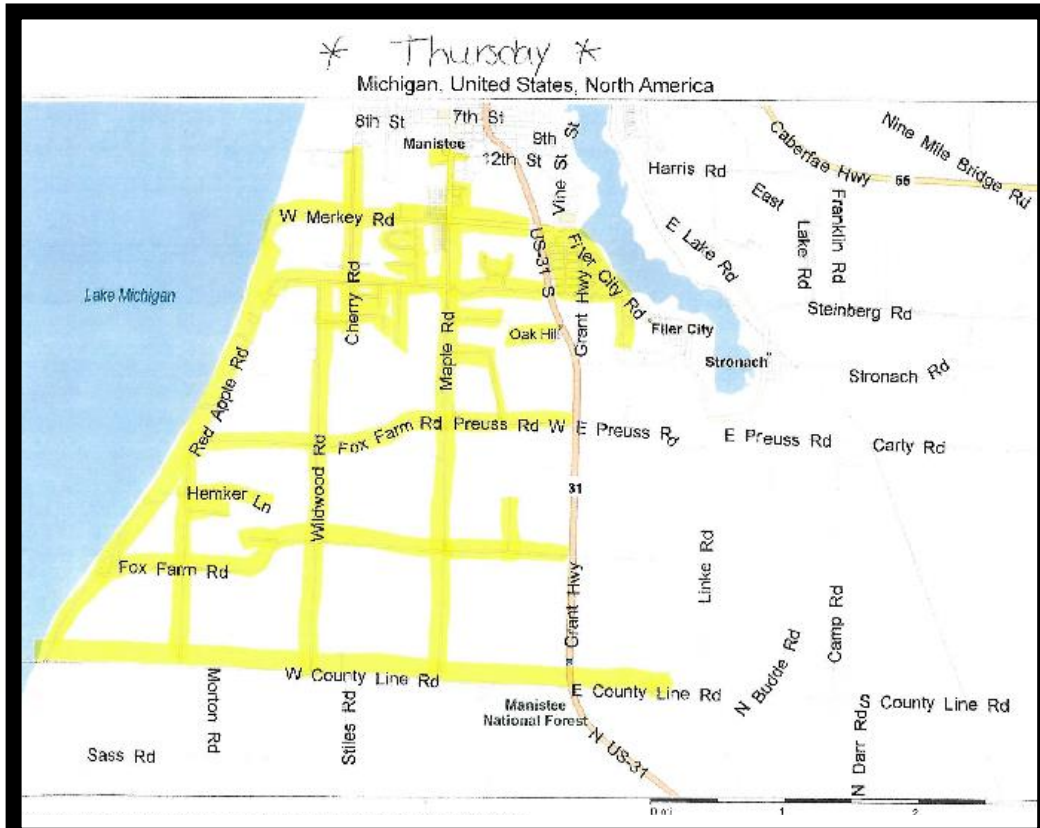 * Thursday *
Michigan, United States, North America
8th St
7th St
9th St
12th St
Manistee
Vine St
Harris Rd
East Lake Rd
Caberfae Hwy
55
Nine Mile Bridge Rd
Franklin Rd
W Merkey Rd
US-31 S
Filer City Rd
E Lake Rd
Lake Michigan
Cherry Rd
Maple Rd
Grant Hwy
Oak Hill
Filer City
Steinberg Rd
Stronach
Stronach Rd
Red Apple Rd
Wildwood Rd
Fox Farm Rd
Preuss Rd W
E Preuss Rd
E Preuss Rd
Carly Rd
Hemker Ln
31
Fox Farm Rd
Grant Hwy
Linke Rd
Camp Rd
N Budde Rd
W County Line Rd
E County Line Rd
S County Line Rd
Morton Rd
Stiles Rd
Manistee
National Forest
N US-31
N Darr Rd
Sass Rd
0 mi
1
2